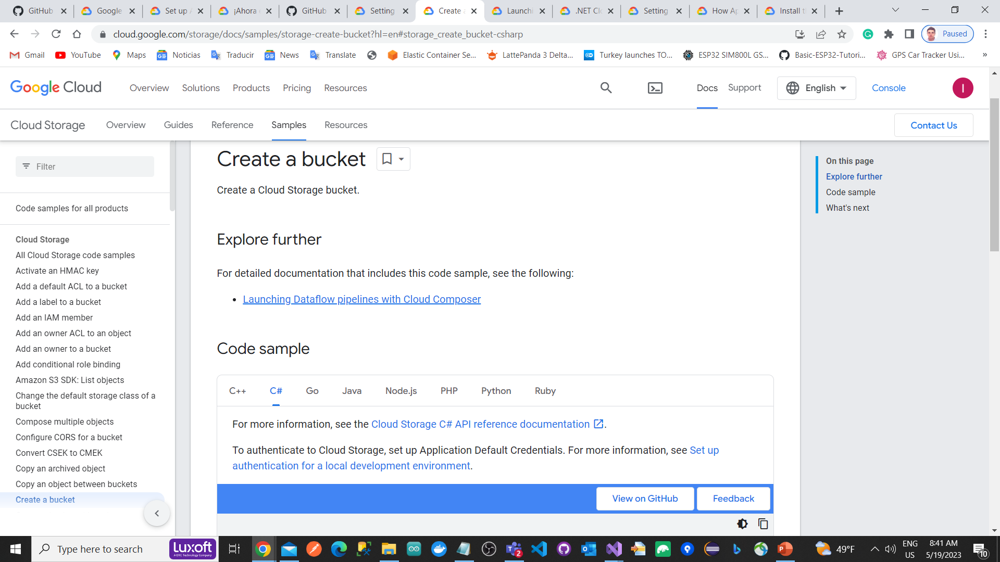 GitHub
Google
Set up A
¡Ahora e
GitHub
Setting
Create a
Launchi
.NET Clo
Setting
How Ap
Install t
cloud.google.com/storage/docs/samples/storage-create-bucket?hl=en#storage_create_bucket-csharp
Paused
Gmail
YouTube
Maps
Noticias
Traducir
News
Translate
Elastic Container Se...
LattePanda 3 Delta...
Turkey launches TO...
ESP32 SIM800L GS...
Basic-ESP32-Tutori...
GPS Car Tracker Usi...
»
Google Cloud
Overview
Solutions
Products
Pricing
Resources
Docs
Support
English
Console
I
Cloud Storage
Overview
Guides
Reference
Samples
Resources
Contact Us
Filter
Code samples for all products
Cloud Storage
All Cloud Storage code samples
Activate an HMAC key
Add a default ACL to a bucket
Add a label to a bucket
Add an IAM member
Add an owner ACL to an object
Add an owner to a bucket
Add conditional role binding
Amazon S3 SDK: List objects
Change the default storage class of a
bucket
Compose multiple objects
Configure CORS for a bucket
Convert CSEK to CMEK
Copy an archived object
Copy an object between buckets
Create a bucket
Create a bucket
Create a Cloud Storage bucket.
Explore further
For detailed documentation that includes this code sample, see the following:
• Launching Dataflow pipelines with Cloud Composer
Code sample
C++
C#
Go
Java
Node.js
PHP
Python
Ruby
For more information, see the Cloud Storage C# API reference documentation.
To authenticate to Cloud Storage, set up Application Default Credentials. For more information, see Set up
authentication for a local development environment.
View on GitHub
Feedback
On this page
Explore further
Code sample
What's next
Type here to search
luxoft
A DXC Technology Company
2
49°F
ENG
US
8:41 AM
5/19/2023
10